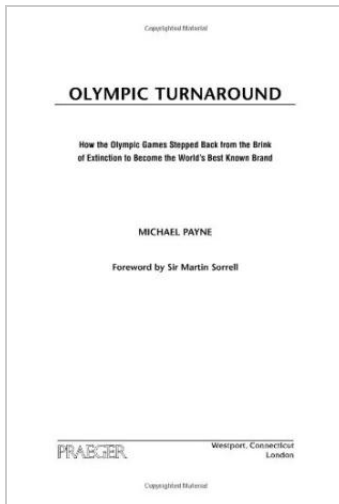 Copyrighted Material
OLYMPIC TURNAROUND
How the Olympic Games Stepped Back from the Brink
of Extinction to Become the World's Best Known Brand
MICHAEL PAYNE
Foreword by Sir Martin Sorrell
PRAEGER
Westport, Connecticut
London
Copyrighted Material